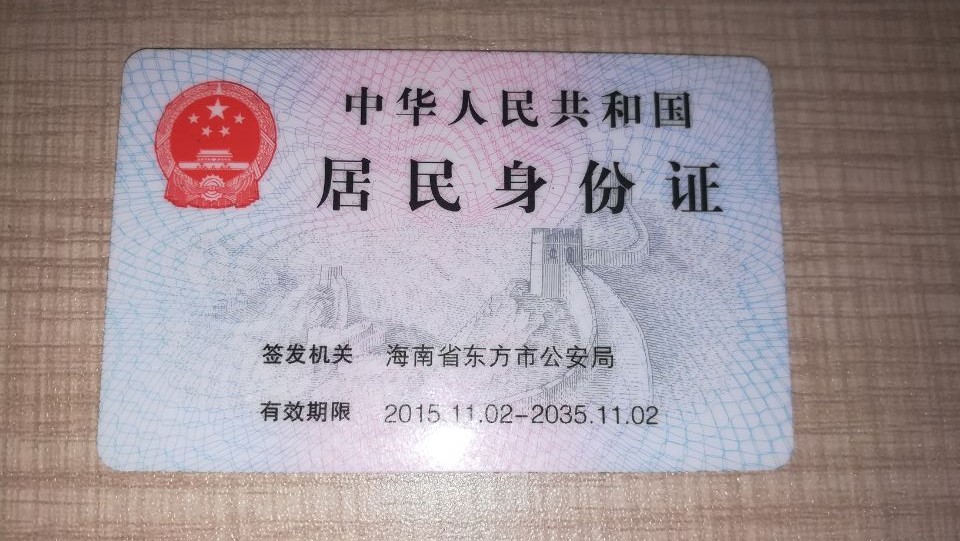 中华人民共和国
居民身份证
签发机关 海南省东方市公安局
有效期限 2015.11.02-2035.11.02